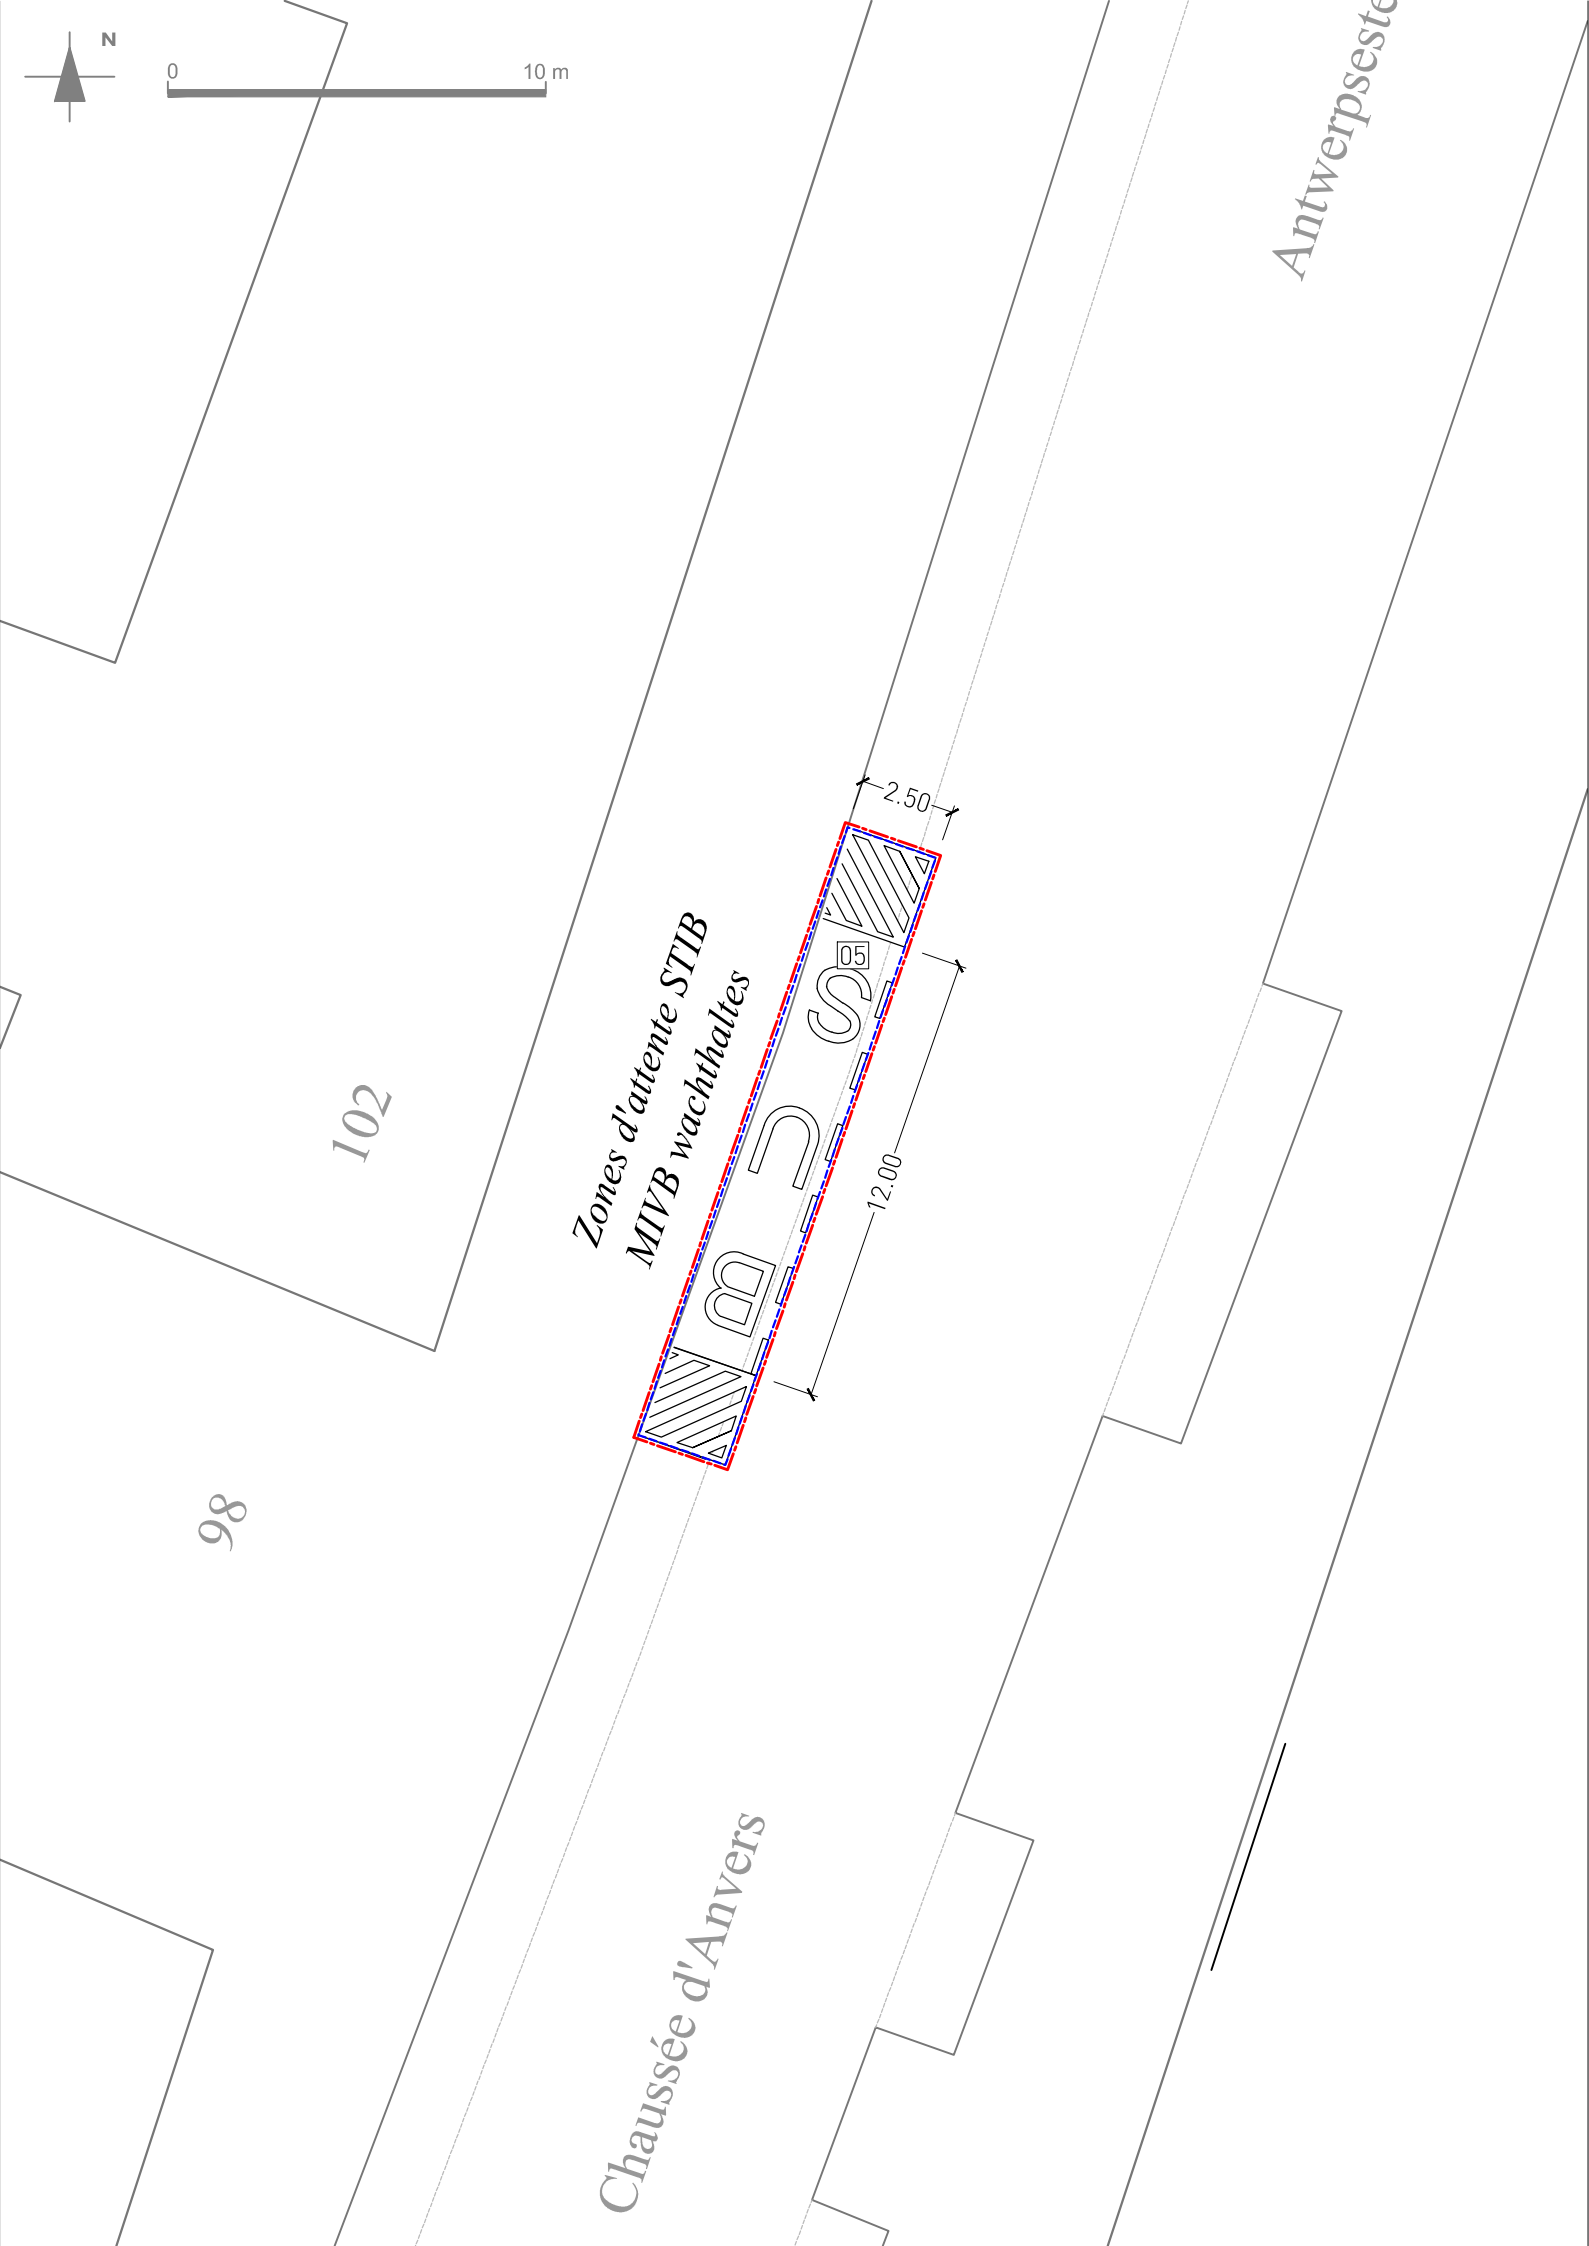 N
0 10 m
Antwerpseste
2.50
05
BUS
12.00
Zones d'attente STIB
MIVB wachthaltes
102
98
Chaussée d'Anvers